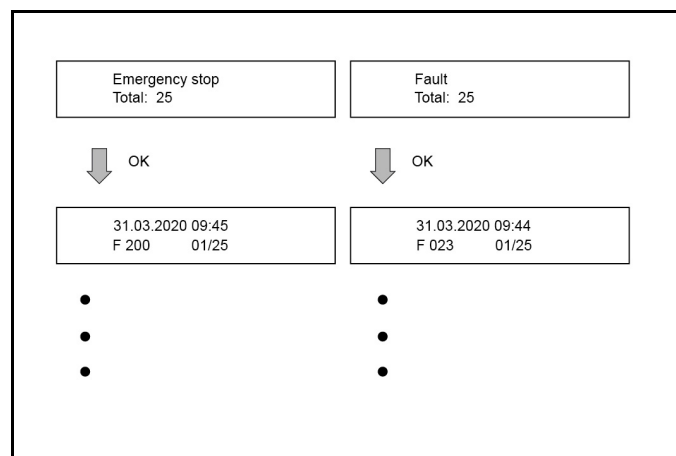 Emergency stop
Total: 25
Fault
Total: 25
OK
OK
31.03.2020 09:45
F 200 01/25
31.03.2020 09:44
F 023 01/25